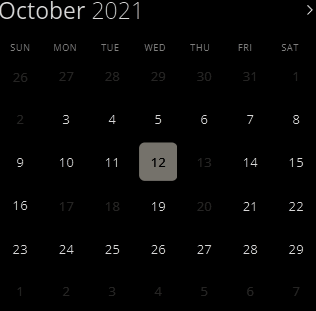 October 2021
SUN MON TUE WED THU FRI SAT
26 27 28 29 30 31 1
2 3 4 5 6 7 8
9 10 11 12 13 14 15
16 17 18 19 20 21 22
23 24 25 26 27 28 29
1 2 3 4 5 6 7